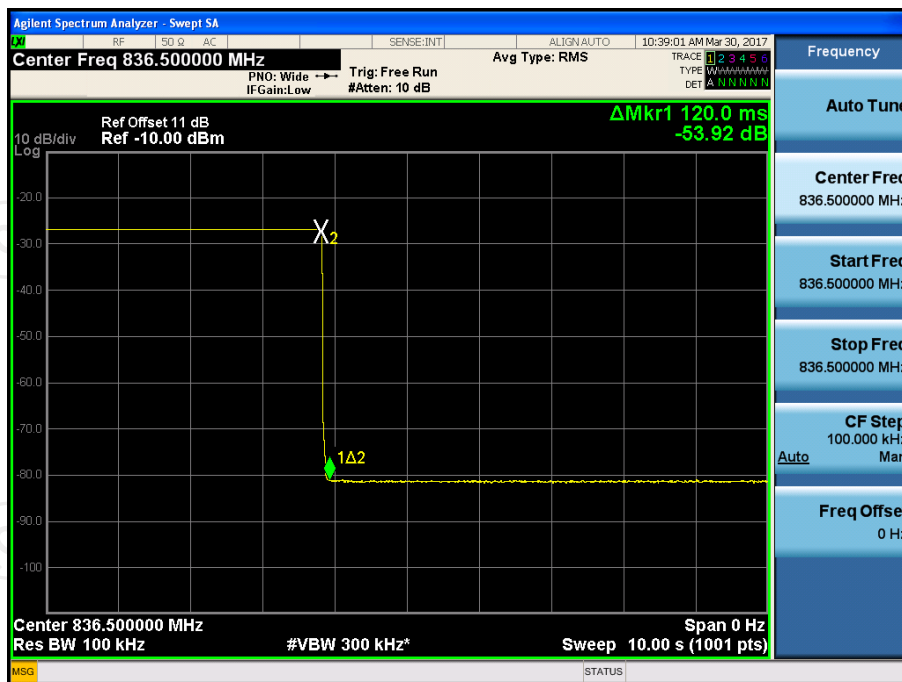 Agilent Spectrum Analyzer - Swept SA
LXI RF 50 Ω AC SENSE:INT ALIGN AUTO 10:39:01 AM Mar 30, 2017
Center Freq 836.500000 MHz
PNO: Wide
IFGain:Low
Trig: Free Run
#Atten: 10 dB
Avg Type: RMS
TRACE 1 2 3 4 5 6
TYPE WWWWWW
DET A N N N N N
Ref Offset 11 dB
Ref -10.00 dBm
10 dB/div
Log
ΔMkr1 120.0 ms
-53.92 dB
-20.0
-30.0
-40.0
-50.0
-60.0
-70.0
-80.0
-90.0
-100
2
1Δ2
Center 836.500000 MHz
Span 0 Hz
Res BW 100 kHz
#VBW 300 kHz*
Sweep 10.00 s (1001 pts)
MSG
STATUS
Frequency
Auto Tune
Center Freq
836.500000 MHz
Start Freq
836.500000 MHz
Stop Freq
836.500000 MHz
CF Step
100.000 kHz
Auto Man
Freq Offse
0 Hz